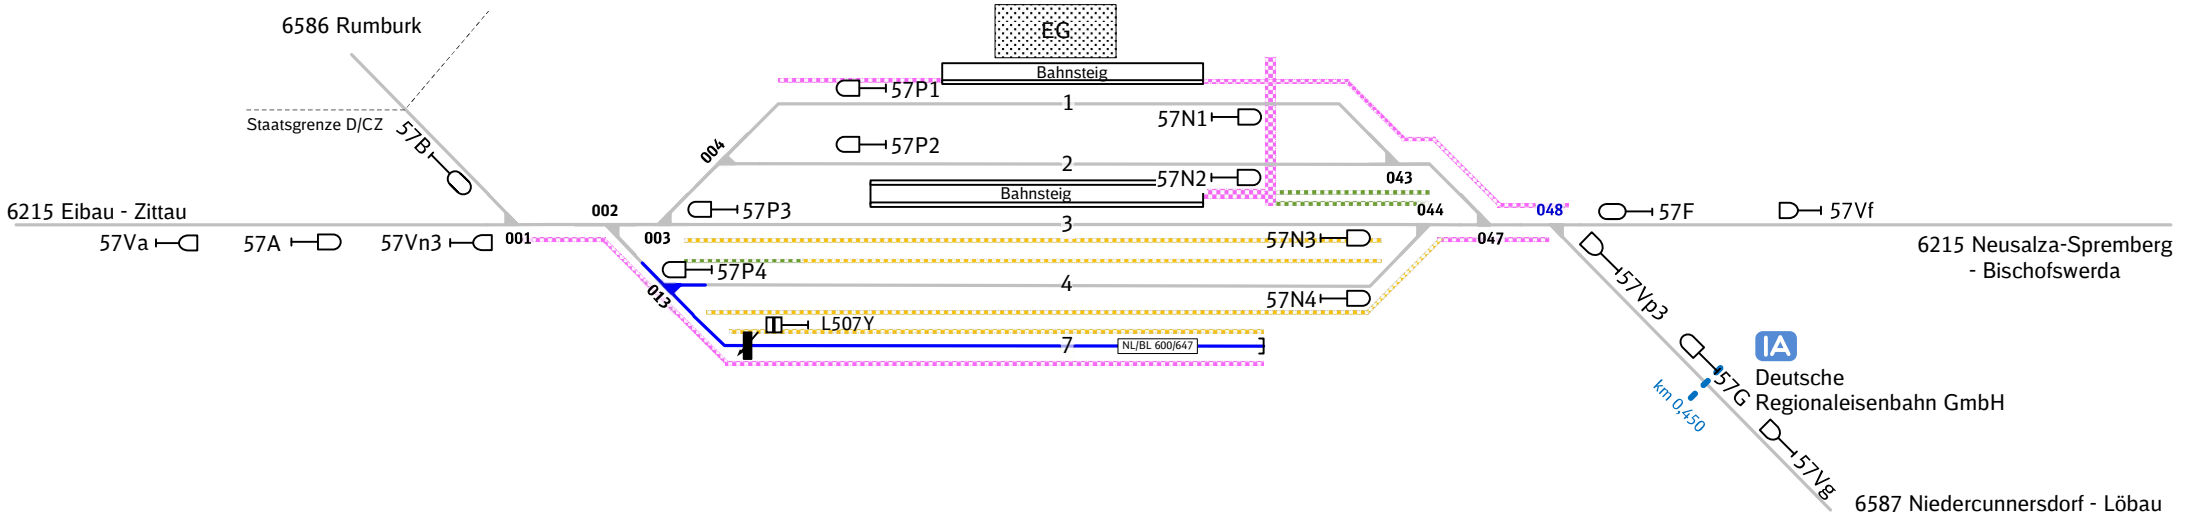 6586 Rumburk
EG
Bahnsteig
57P1
1
57N1
Staatsgrenze D/CZ
57B
004
57P2
2
57N2
043
Bahnsteig
6215 Eibau - Zittau
002
57P3
044
048
57F
57Vf
57Va
57A
57Vn3
001
003
3
57N3
047
6215 Neusalza-Spremberg
- Bischofswerda
57P4
4
013
57N4
57Vp3
L507Y
7
NL/BL 600/647
IA
57G
Deutsche
Regionaleisenbahn GmbH
km 0,450
57Vg
6587 Niedercunnersdorf - Löbau